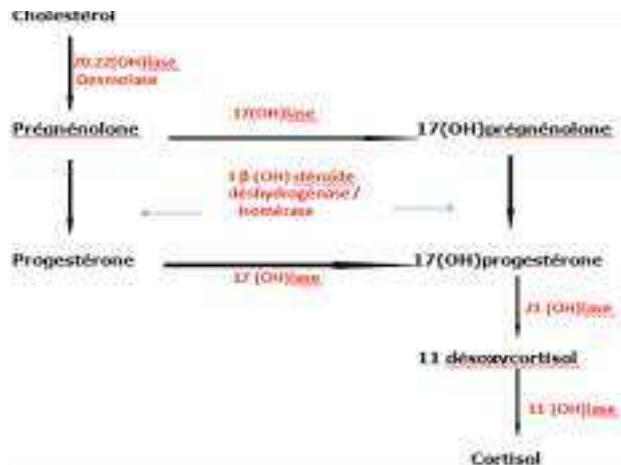 Cholestérol
20.22(OH)lase
Desmolase
17(OH)lase
Prégnénolone
17(OH)prégnénolone
3 β (OH) stéroïde
déshydrogénase /
isomérase
Progestérone
17(OH)progestérone
17 (OH)lase
21 (OH)lase
11 désoxycortisol
11 (OH)lase
Cortisol